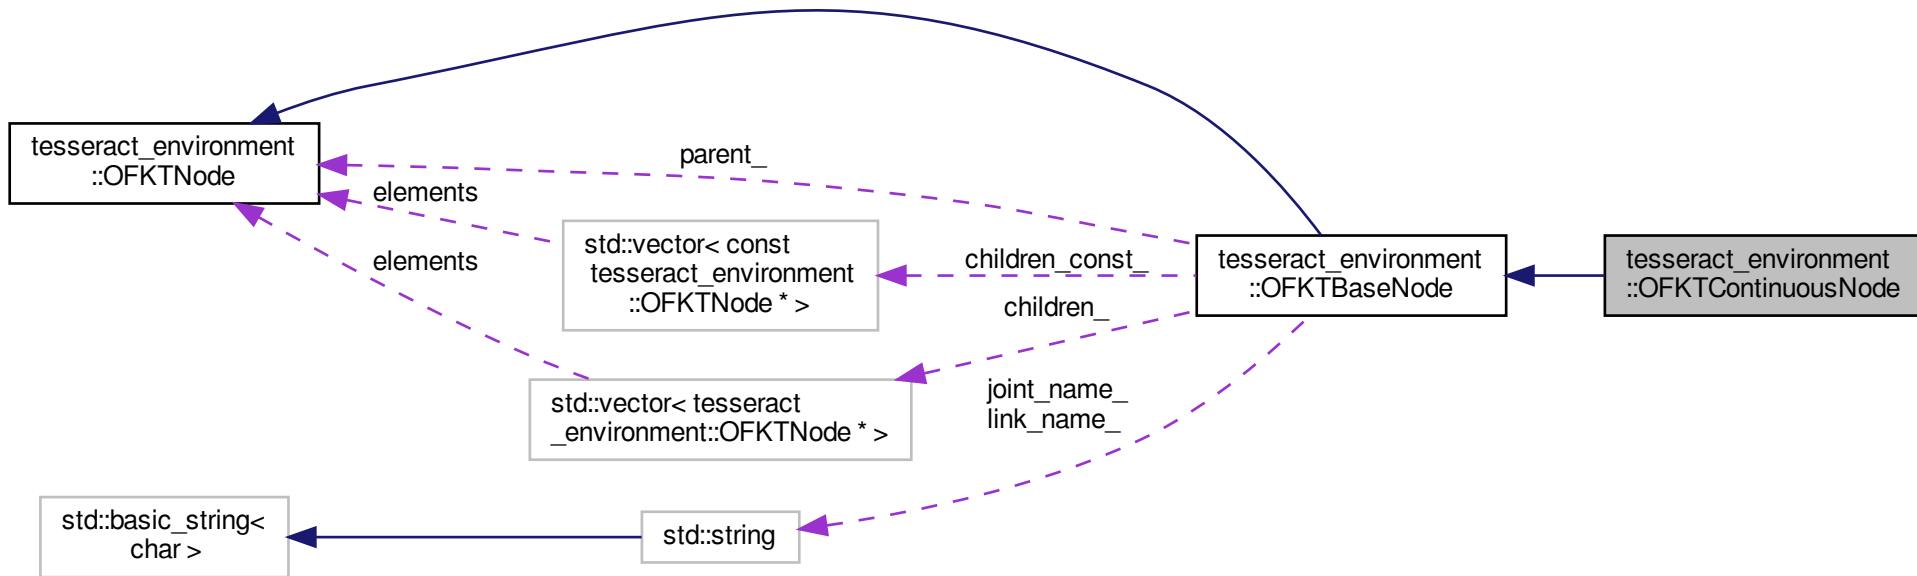 tesseract_environment
::OFKTNode
parent_
elements
elements
std::vector< const
tesseract_environment
::OFKTNode * >
children_const_
children_
tesseract_environment
::OFKTBaseNode
tesseract_environment
::OFKTContinuousNode
std::vector< tesseract
_environment::OFKTNode * >
joint_name_
link_name_
std::basic_string<
char >
std::string